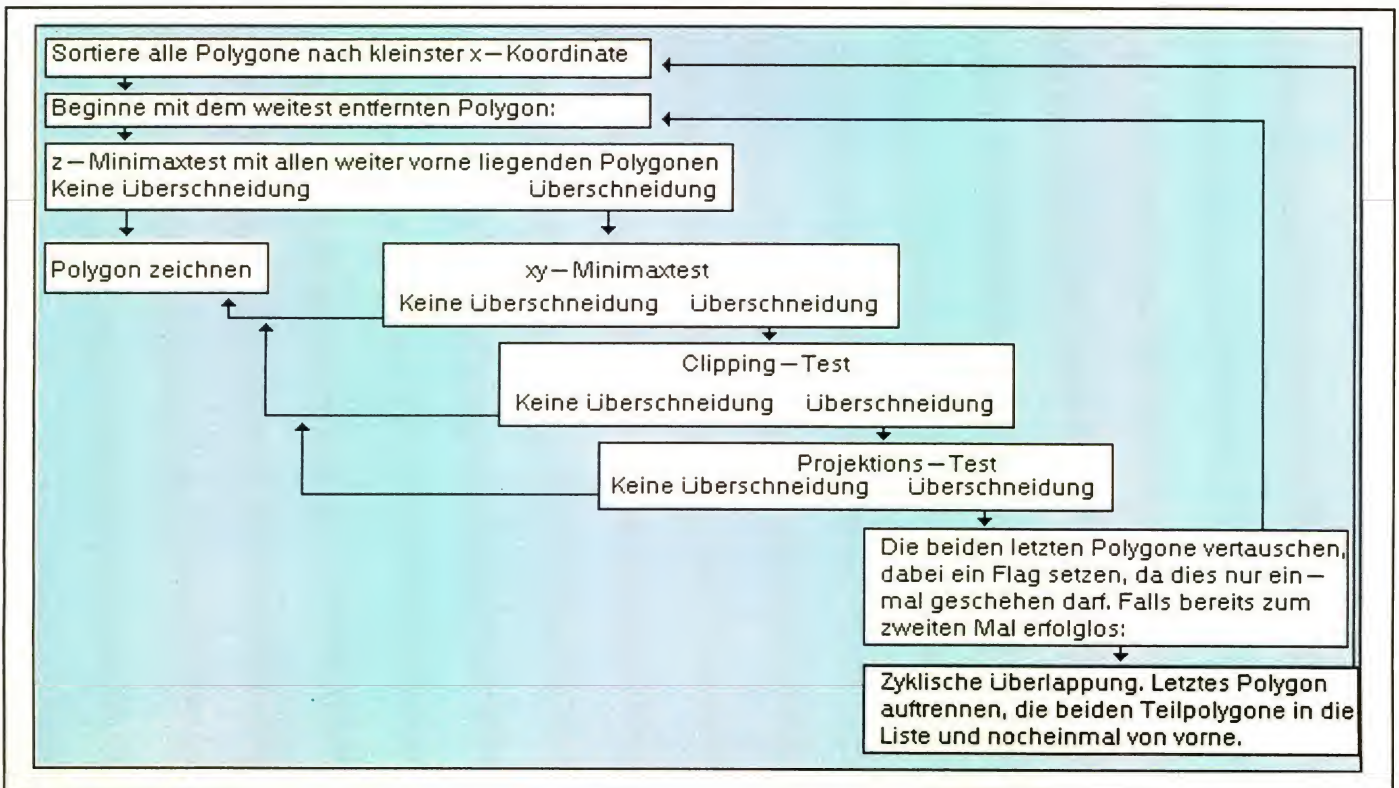 Sortiere alle Polygone nach kleinster x-Koordinate
Beginne mit dem weitest entfernten Polygon:
z-Minimaxtest mit allen weiter vorne liegenden Polygonen
Keine Überschneidung Überschneidung
Polygon zeichnen
xy-Minimaxtest
Keine Überschneidung Überschneidung
Clipping-Test
Keine Überschneidung Überschneidung
Projektions-Test
Keine Überschneidung Überschneidung
Die beiden letzten Polygone vertauschen,
dabei ein Flag setzen, da dies nur ein-
mal geschehen darf. Falls bereits zum
zweiten Mal erfolglos:
Zyklische Überlappung. Letztes Polygon
auftrennen, die beiden Teilpolygone in die
Liste und nocheinmal von vorne.